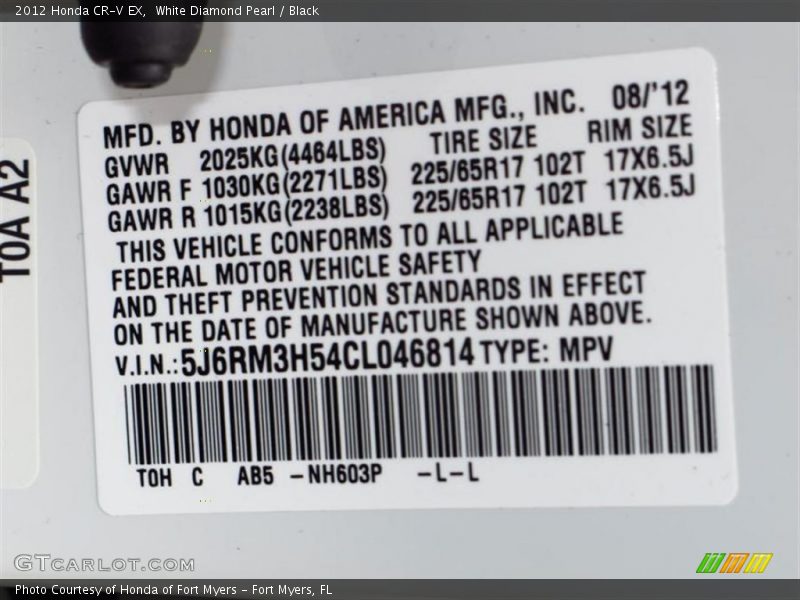 2012 Honda CR-V EX,  White Diamond Pearl / Black
MFD. BY HONDA OF AMERICA MFG., INC. 08/'12
GVWR 2025KG(4464LBS) TIRE SIZE RIM SIZE
GAWR F 1030KG(2271LBS) 225/65R17 102T 17X6.5J
GAWR R 1015KG(2238LBS) 225/65R17 102T 17X6.5J
THIS VEHICLE CONFORMS TO ALL APPLICABLE
FEDERAL MOTOR VEHICLE SAFETY
AND THEFT PREVENTION STANDARDS IN EFFECT
ON THE DATE OF MANUFACTURE SHOWN ABOVE.
V.I.N.:5J6RM3H54CL046814 TYPE: MPV
T0H C AB5 -NH603P -L-L
T0A A2
GTCARLOT.COM
Photo Courtesy of Honda of Fort Myers - Fort Myers, FL